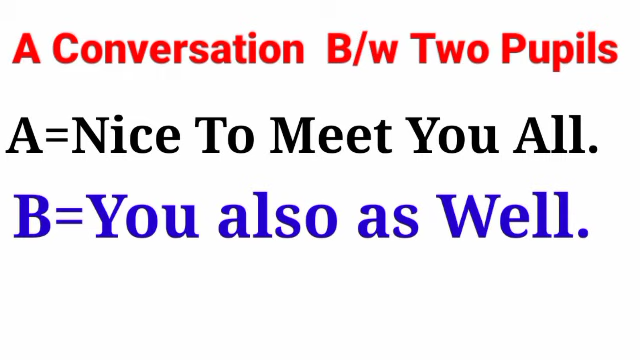 A Conversation B/w Two Pupils
A=Nice To Meet You All.
B=You also as Well.